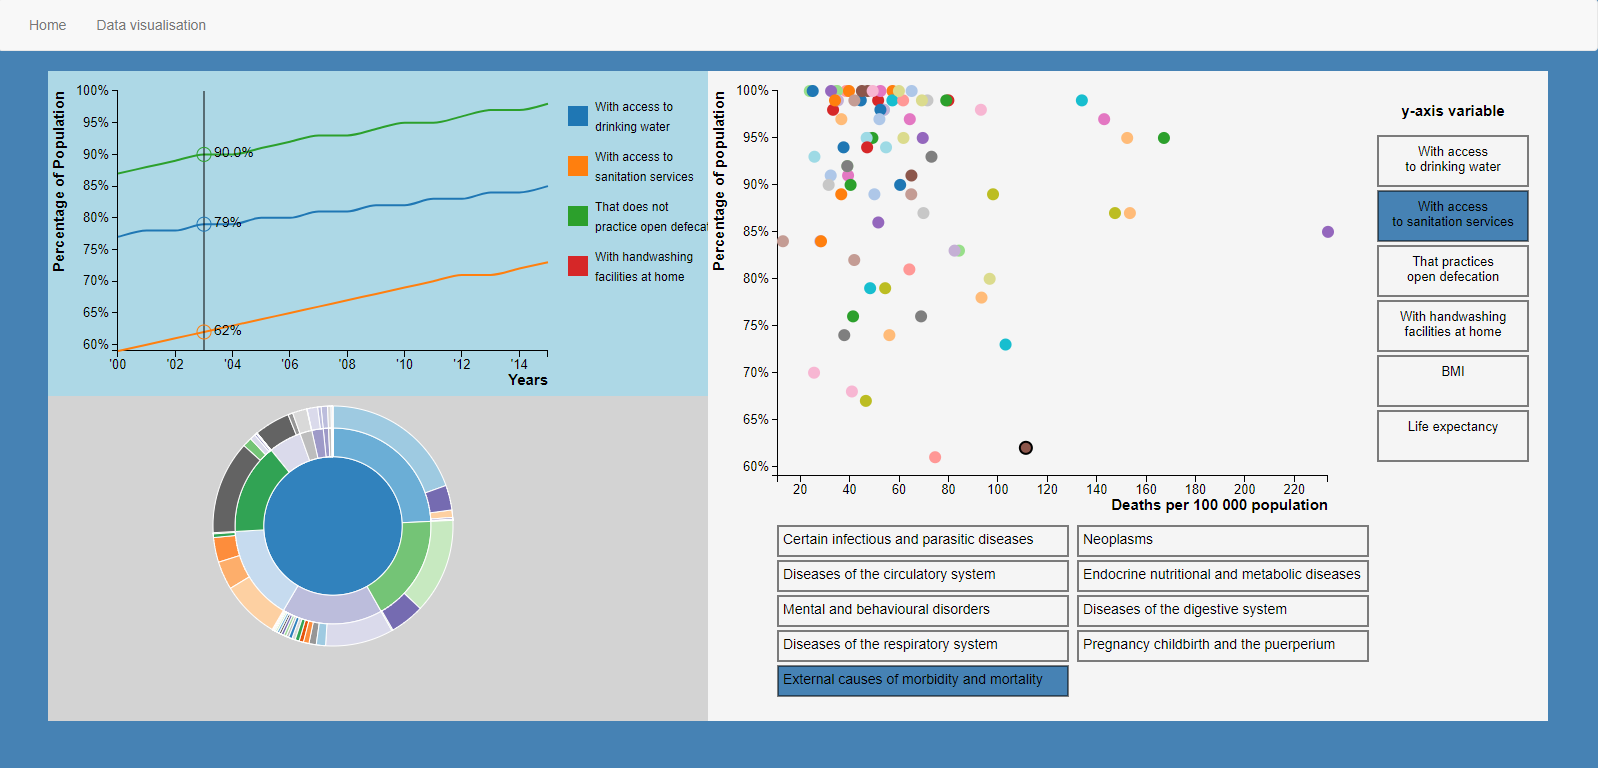 Home
Data visualisation
Percentage of Population
100%
95%
90%
85%
80%
75%
70%
65%
60%
90.0%
79%
62%
'00
'02
'04
'06
'08
'10
'12
'14
Years
With access to
drinking water
With access to
sanitation services
That does not
practice open defecat
With handwashing
facilities at home
Percentage of population
100%
95%
90%
85%
80%
75%
70%
65%
60%
20
40
60
80
100
120
140
160
180
200
220
Deaths per 100 000 population
y-axis variable
With access
to drinking water
With access
to sanitation services
That practices
open defecation
With handwashing
facilities at home
BMI
Life expectancy
Certain infectious and parasitic diseases
Neoplasms
Diseases of the circulatory system
Endocrine nutritional and metabolic diseases
Mental and behavioural disorders
Diseases of the digestive system
Diseases of the respiratory system
Pregnancy childbirth and the puerperium
External causes of morbidity and mortality